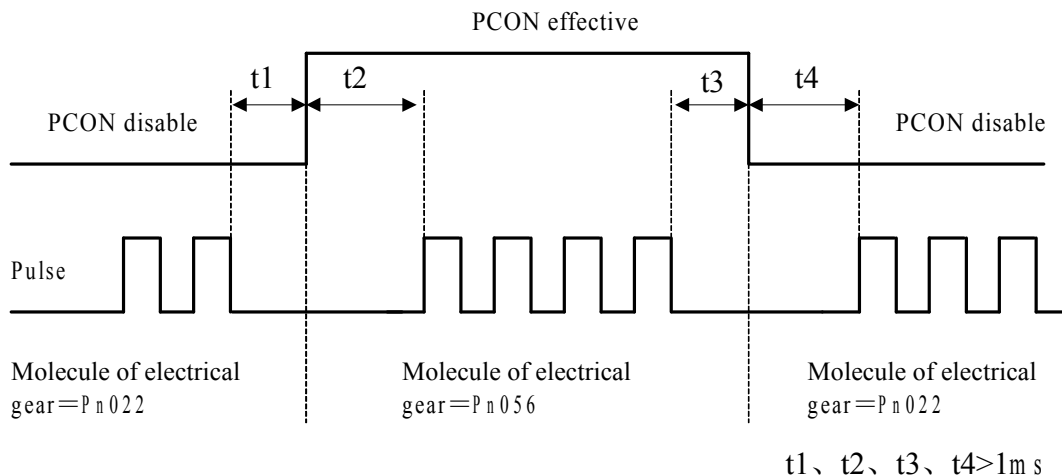 PCON effective
t1
t2
t3
t4
PCON disable
PCON disable
Pulse
Molecule of electrical
gear＝Pn022
Molecule of electrical
gear＝Pn056
Molecule of electrical
gear＝Pn022
t1、t2、t3、t4>1ms